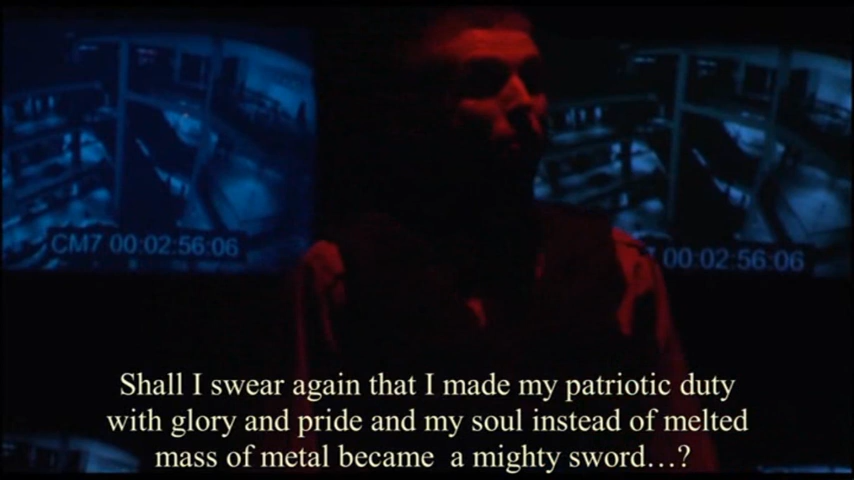 CM7 00:02:56:06
7 00:02:56:06
Shall I swear again that I made my patriotic duty
with glory and pride and my soul instead of melted
mass of metal became a mighty sword…?